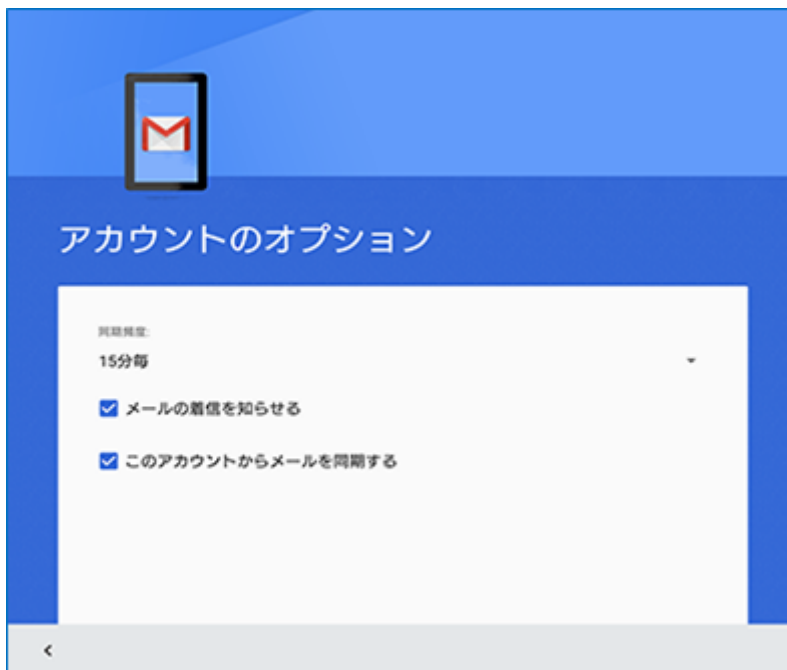 アカウントのオプション
同期頻度:
15分毎
メールの着信を知らせる
このアカウントからメールを同期する